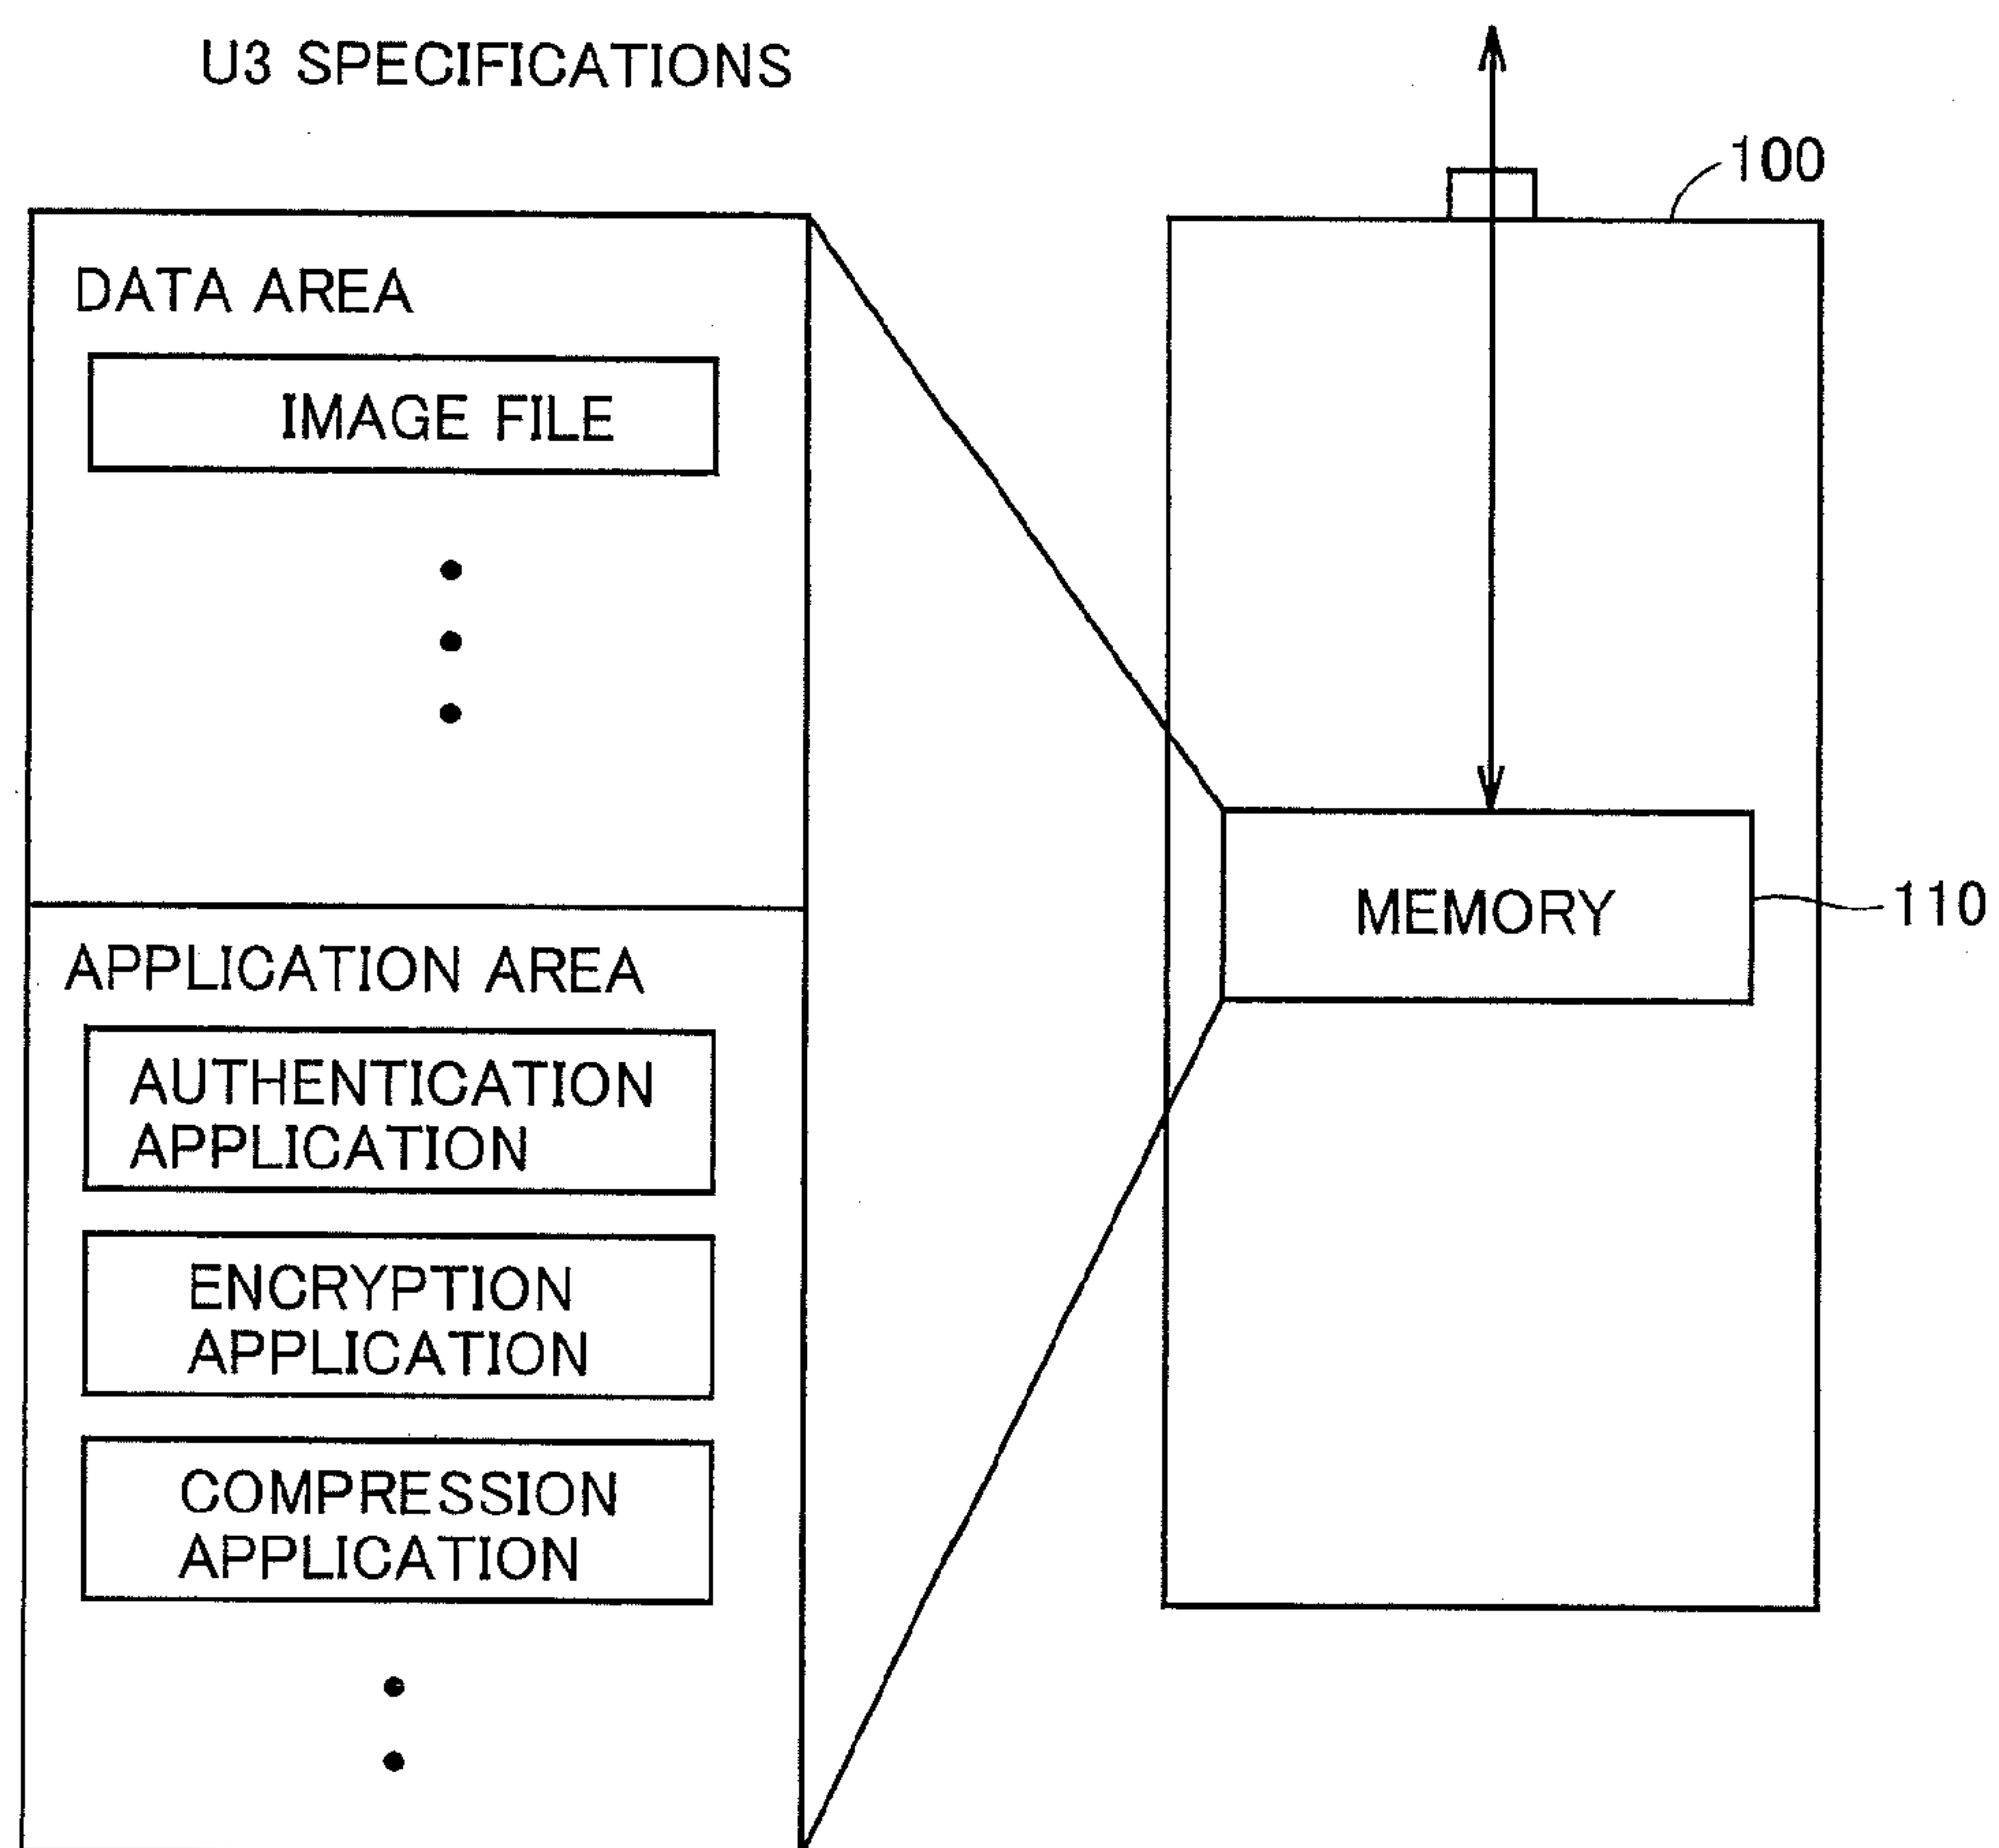 U3 SPECIFICATIONS
100
DATA AREA
IMAGE FILE
MEMORY
110
APPLICATION AREA
AUTHENTICATION
APPLICATION
ENCRYPTION
APPLICATION
COMPRESSION
APPLICATION